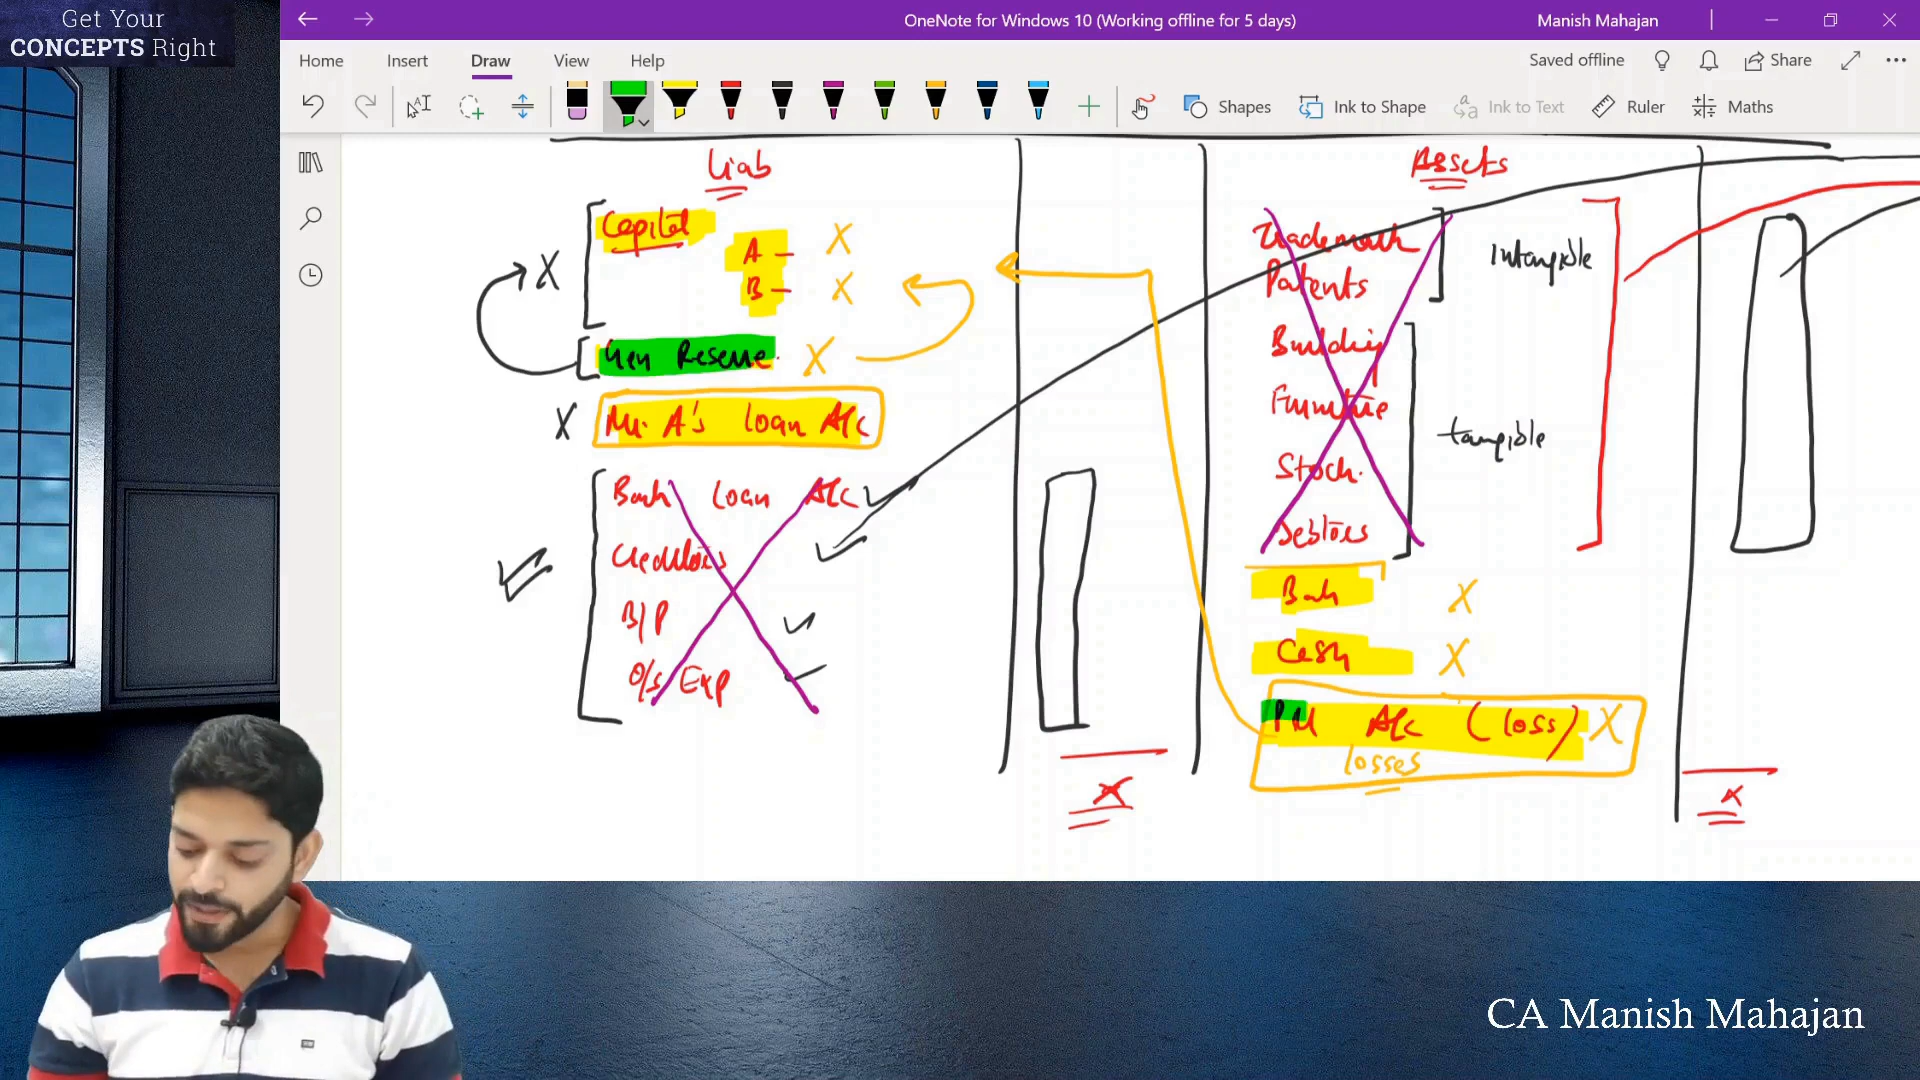 Get Your
CONCEPTS Right
OneNote for Windows 10 (Working offline for 5 days)
Manish Mahajan
Home Insert Draw View Help
Saved offline
Share
Shapes
Ink to Shape
Ink to Text
Ruler
Maths
Liab
Assets
Capital
A - X
B - X
X
Gen Reserve X
X Mr. A's Loan A/c
Bank Loan A/c
Creditors
B/P
O/s Exp
X
Trademark
Patents
Intangible
Building
Furniture
Stock.
Debtors
tangible
Bank X
Cash X
P&L A/c (loss) X
losses
X
CA Manish Mahajan